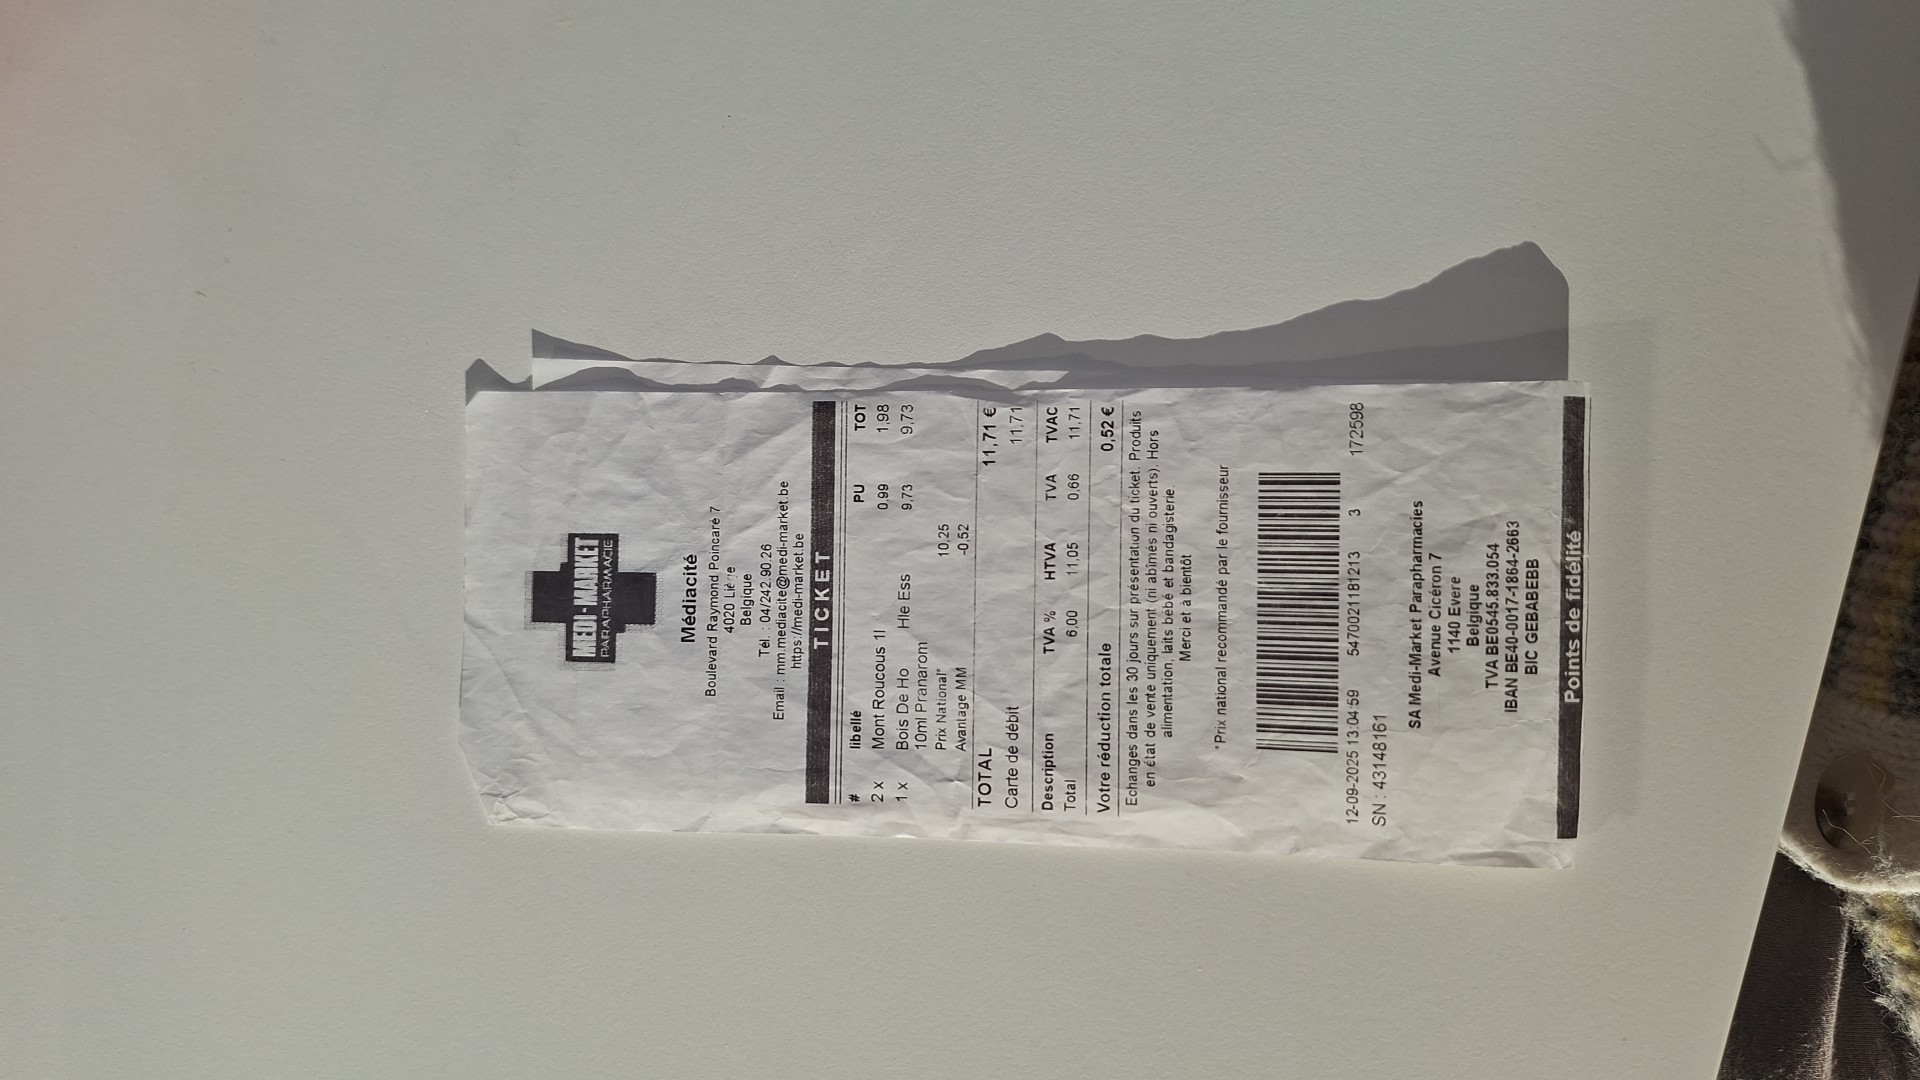 MEDI-MARKET
PARAPHARMACIE
Médiacité
Boulevard Raymond Poincaré 7
4020 Liège
Belgique
Tél. : 04/242.90.26
Email : mm.mediacite@medi-market.be
https://medi-market.be
TICKET
# libellé PU TOT
2 x Mont Roucous 1l 0,99 1,98
1 x Bois De Ho Hle Ess 9,73 9,73
10ml Pranarom
Prix National* 10,25
Avantage MM -0,52
TOTAL 11,71 €
Carte de débit 11,71
Description TVA % HTVA TVA TVAC
Total 6,00 11,05 0,66 11,71
Votre réduction totale 0,52 €
Echanges dans les 30 jours sur présentation du ticket. Produits
en état de vente uniquement (ni abîmés ni ouverts). Hors
alimentation, laits bébé et bandagisterie.
Merci et à bientôt
*Prix national recommandé par le fournisseur
12-09-2025 13:04:59 5470021181213 3 172598
SN : 43148161
SA Medi-Market Parapharmacies
Avenue Cicéron 7
1140 Evere
Belgique
TVA BE0545.833.054
IBAN BE40-0017-1864-2663
BIC GEBABEBB
Points de fidélité